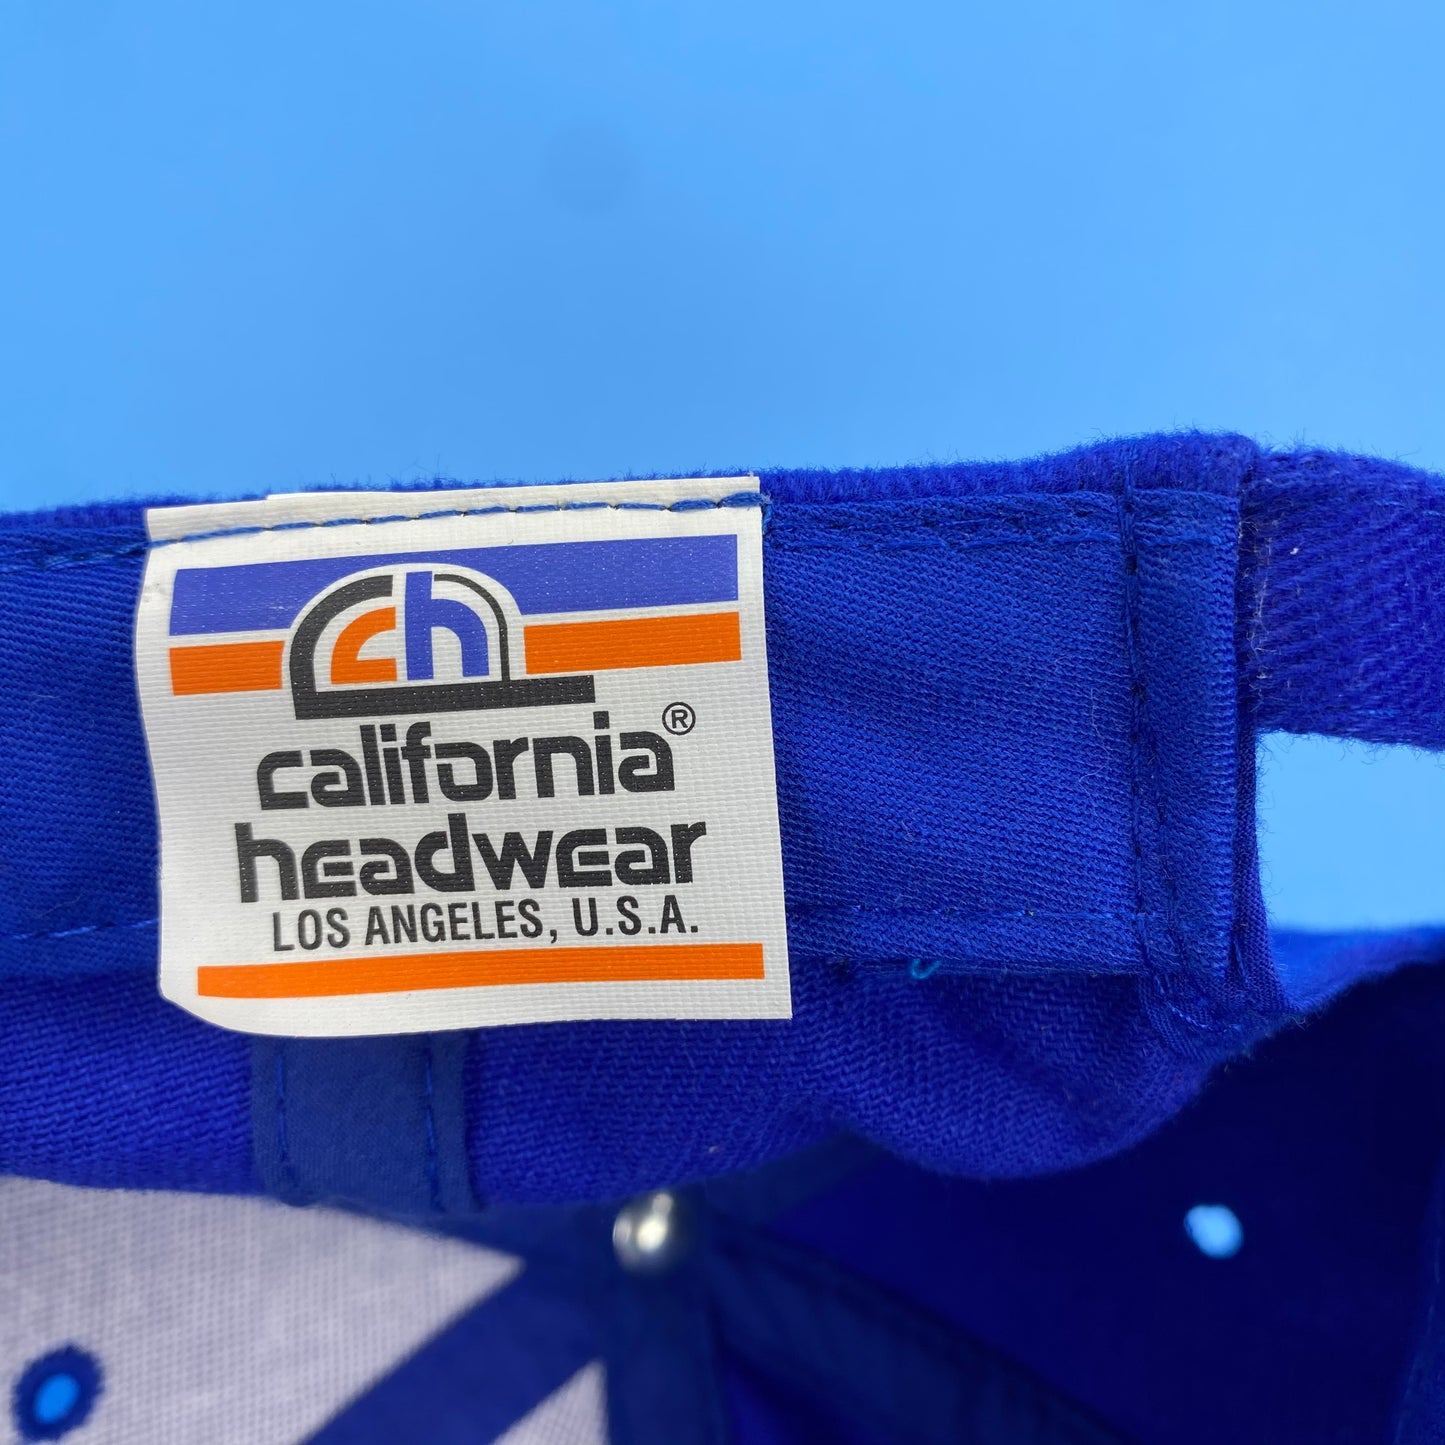 ch
california®
headwear
LOS ANGELES, U.S.A.